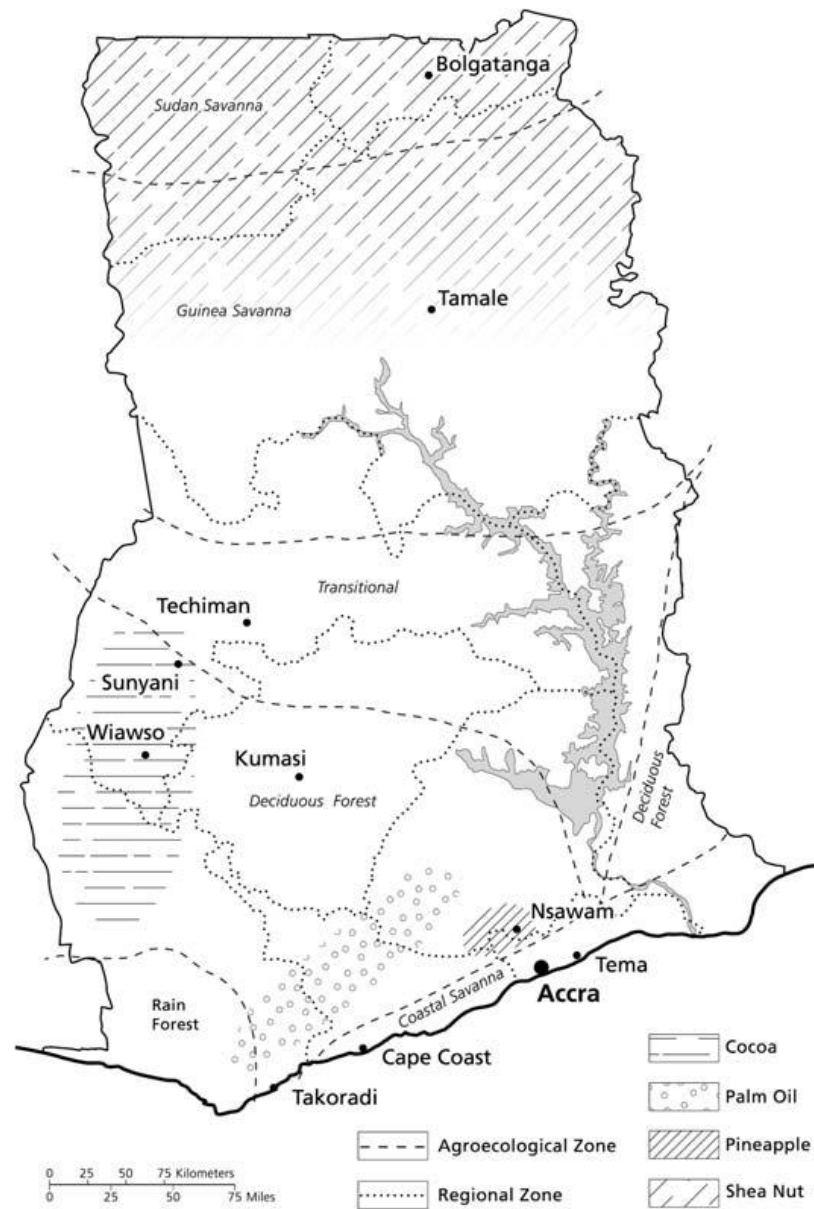 Bolgatanga
Sudan Savanna
Tamale
Guinea Savanna
Transitional
Techiman
Sunyani
Wiawso
Kumasi
Deciduous Forest
Deciduous
Forest
Nsawam
Tema
Accra
Coastal Savanna
Rain
Forest
Cape Coast
Takoradi
Cocoa
Palm Oil
Agroecological Zone
Pineapple
Regional Zone
Shea Nut
0 25 50 75 Kilometers
0 25 50 75 Miles